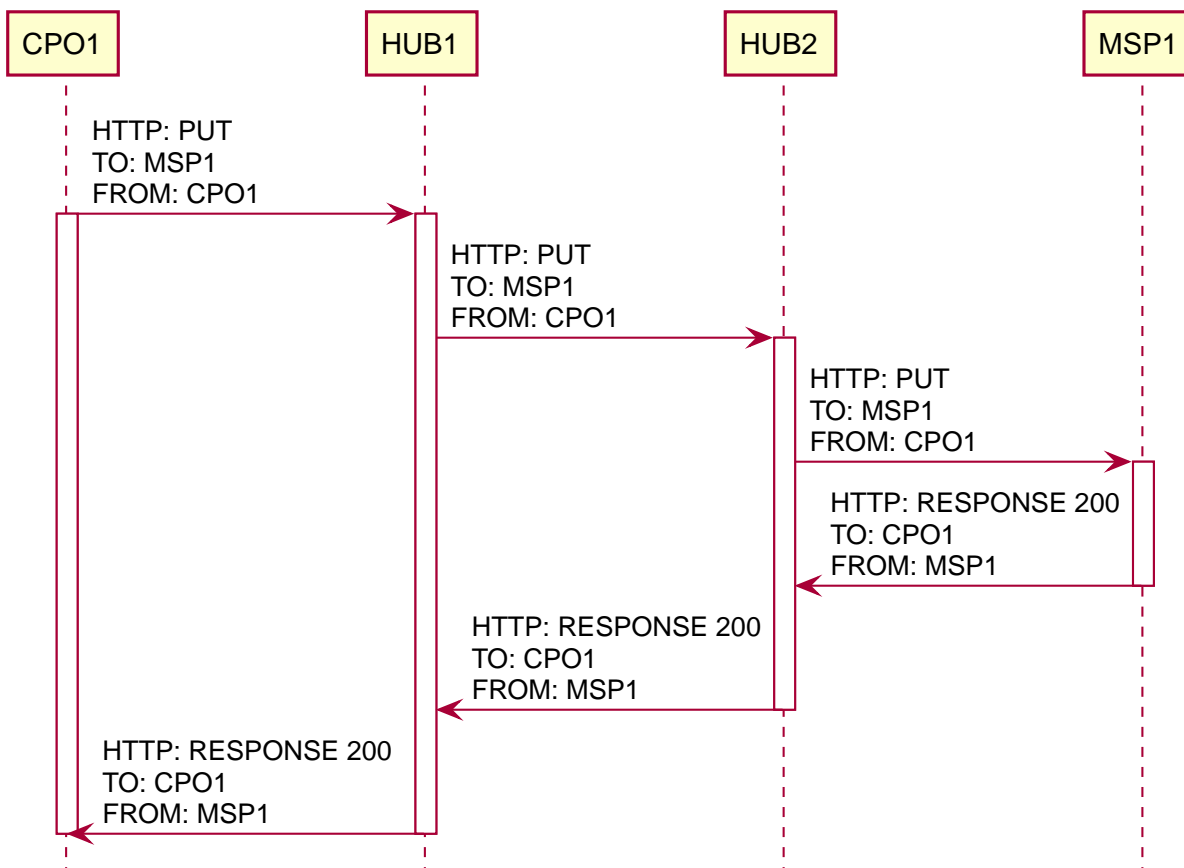 CPO1
HUB1
HUB2
MSP1
HTTP: PUT
TO: MSP1
FROM: CPO1
HTTP: PUT
TO: MSP1
FROM: CPO1
HTTP: PUT
TO: MSP1
FROM: CPO1
HTTP: RESPONSE 200
TO: CPO1
FROM: MSP1
HTTP: RESPONSE 200
TO: CPO1
FROM: MSP1
HTTP: RESPONSE 200
TO: CPO1
FROM: MSP1